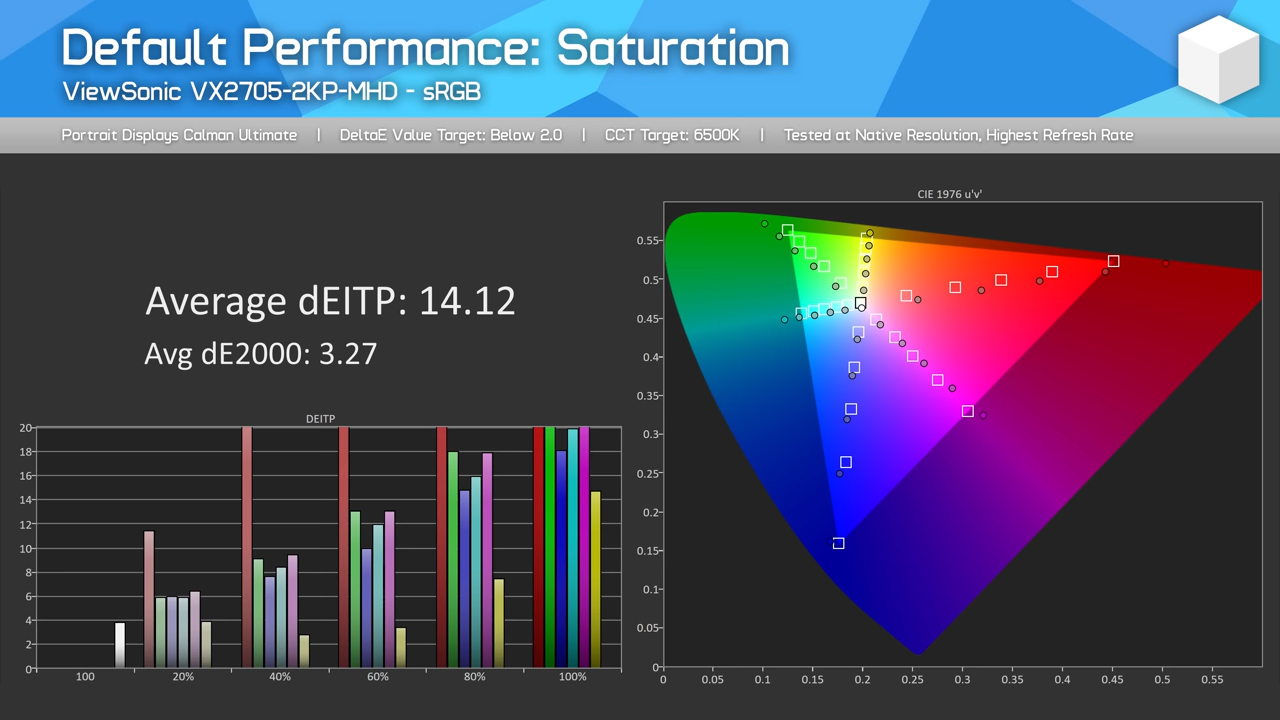 Default Performance: Saturation
ViewSonic VX2705-2KP-MHD - sRGB
Portrait Displays Calman Ultimate | DeltaE Value Target: Below 2.0 | CCT Target: 6500K | Tested at Native Resolution, Highest Refresh Rate
Average dEITP: 14.12
Avg dE2000: 3.27
DEITP
20
18
16
14
12
10
8
6
4
2
0
100 20% 40% 60% 80% 100%
CIE 1976 u'v'
0.55
0.5
0.45
0.4
0.35
0.3
0.25
0.2
0.15
0.1
0.05
0
0 0.05 0.1 0.15 0.2 0.25 0.3 0.35 0.4 0.45 0.5 0.55